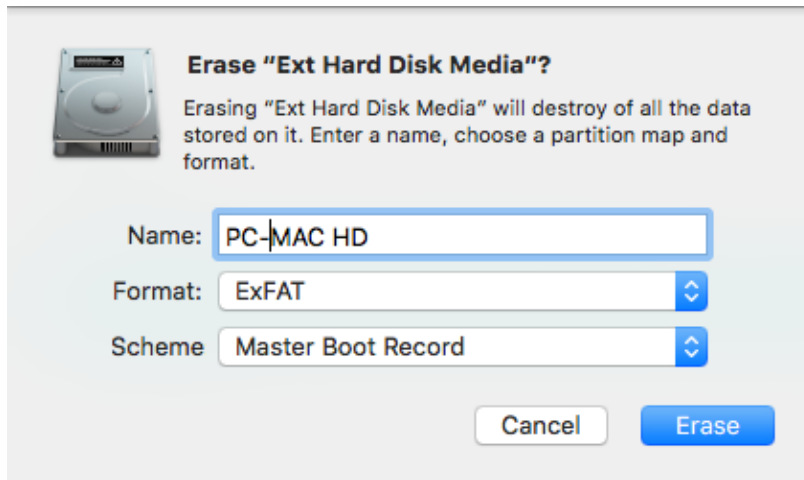 Erase “Ext Hard Disk Media”?
Erasing “Ext Hard Disk Media” will destroy of all the data
stored on it. Enter a name, choose a partition map and
format.
Name: PC-MAC HD
Format: ExFAT
Scheme Master Boot Record
Cancel Erase